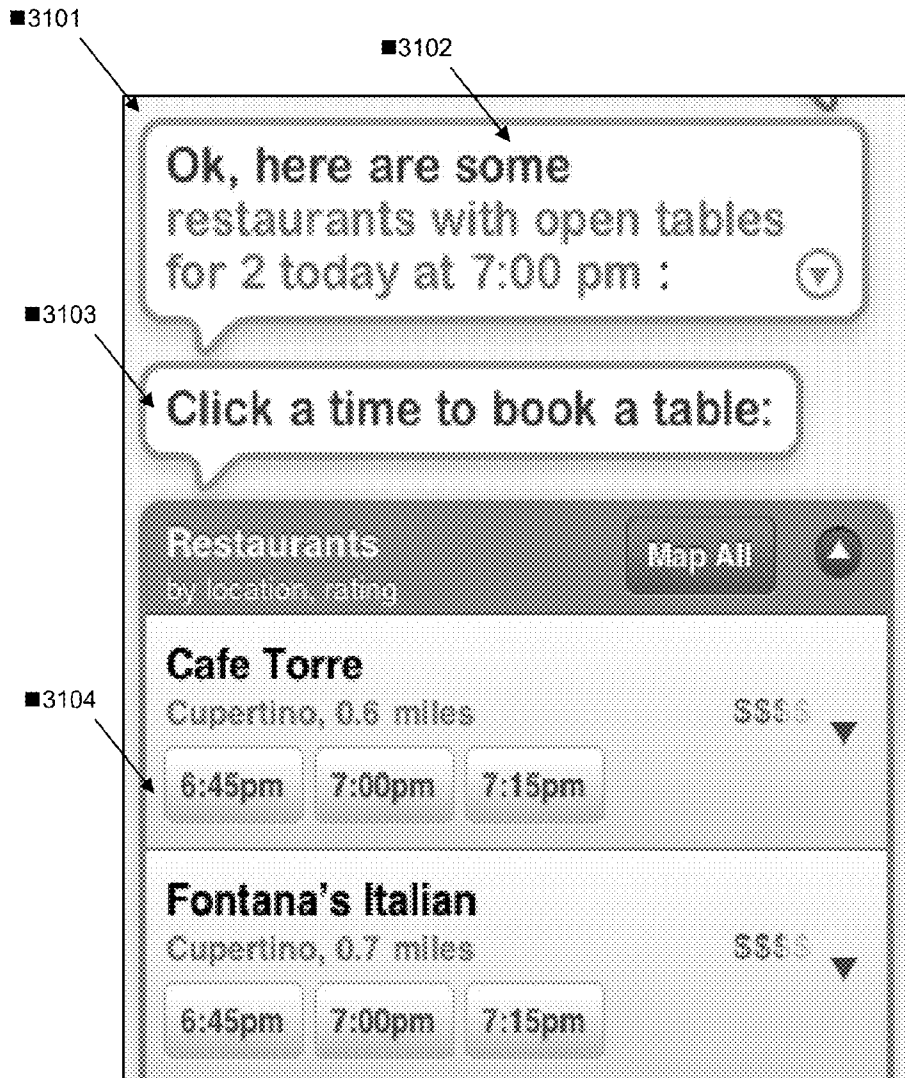 ■3101
■3102
Ok, here are some
restaurants with open tables
for 2 today at 7:00 pm :
■3103
Click a time to book a table:
Restaurants
Map All
by location, rating
Cafe Torre
■3104
Cupertino, 0.6 miles
$$$$
6:45pm 7:00pm 7:15pm
Fontana's Italian
Cupertino, 0.7 miles
$$$$
6:45pm 7:00pm 7:15pm